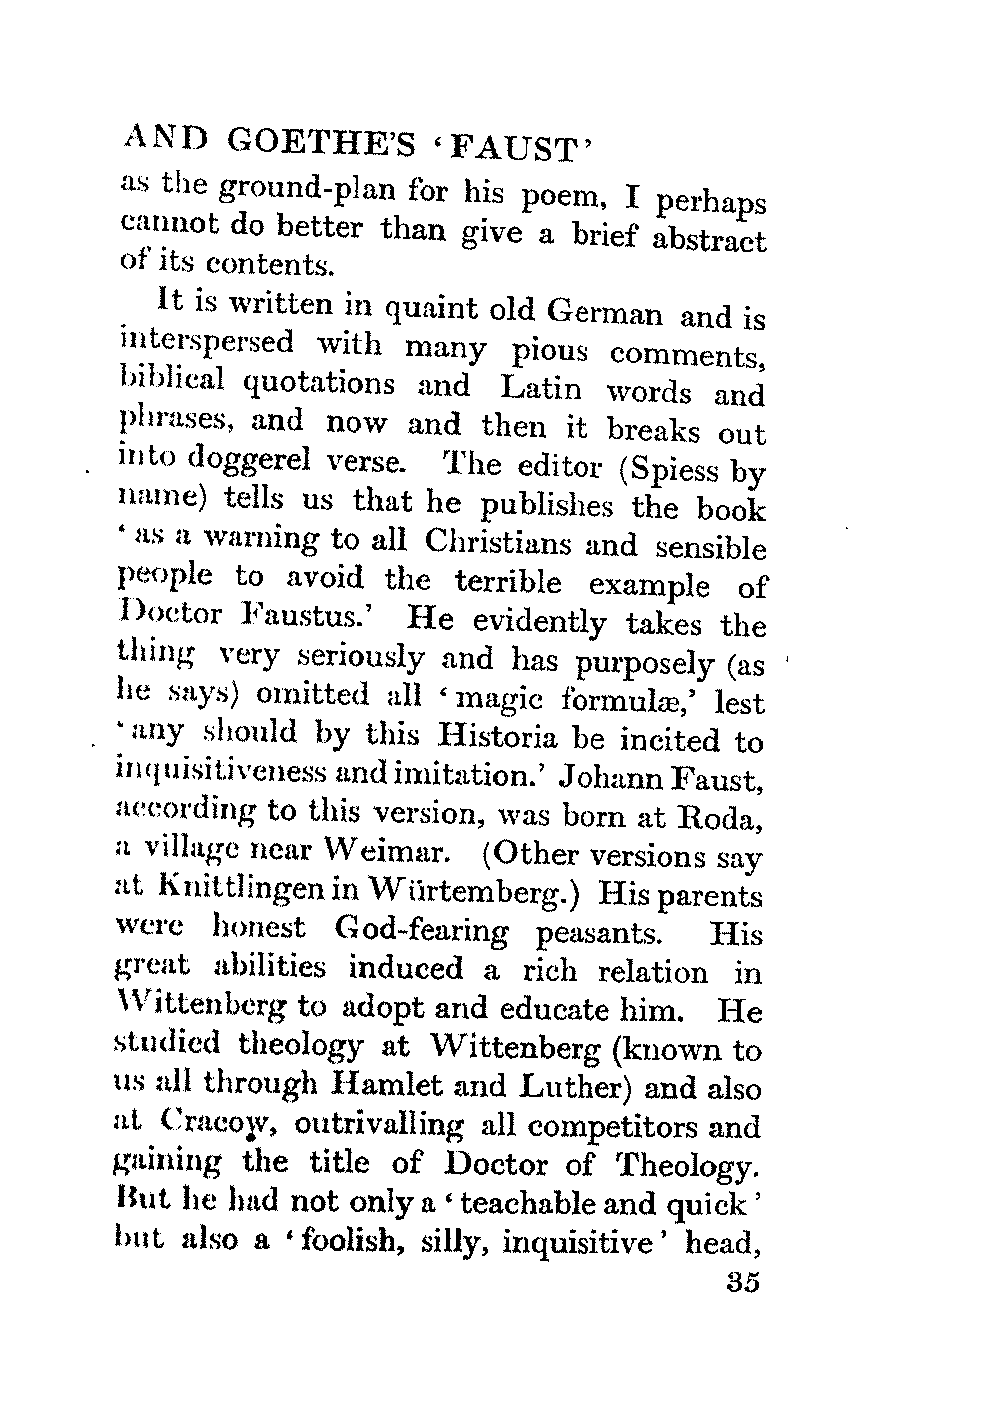 AND GOETHE'S ‘FAUST’
as the ground-plan for his poem, I perhaps
cannot do better than give a brief abstract
of its contents.
It is written in quaint old German and is
interspersed with many pious comments,
biblical quotations and Latin words and
phrases, and now and then it breaks out
into doggerel verse. The editor (Spiess by
name) tells us that he publishes the book
‘as a warning to all Christians and sensible
people to avoid the terrible example of
Doctor Faustus.’ He evidently takes the
thing very seriously and has purposely (as
he says) omitted all ‘magic formulæ,’ lest
‘any should by this Historia be incited to
inquisitiveness and imitation.’ Johann Faust,
according to this version, was born at Roda,
a village near Weimar. (Other versions say
at Knittlingen in Würtemberg.) His parents
were honest God-fearing peasants. His
great abilities induced a rich relation in
Wittenberg to adopt and educate him. He
studied theology at Wittenberg (known to
us all through Hamlet and Luther) and also
at Cracow, outrivalling all competitors and
gaining the title of Doctor of Theology.
But he had not only a ‘teachable and quick’
but also a ‘foolish, silly, inquisitive’ head,
35